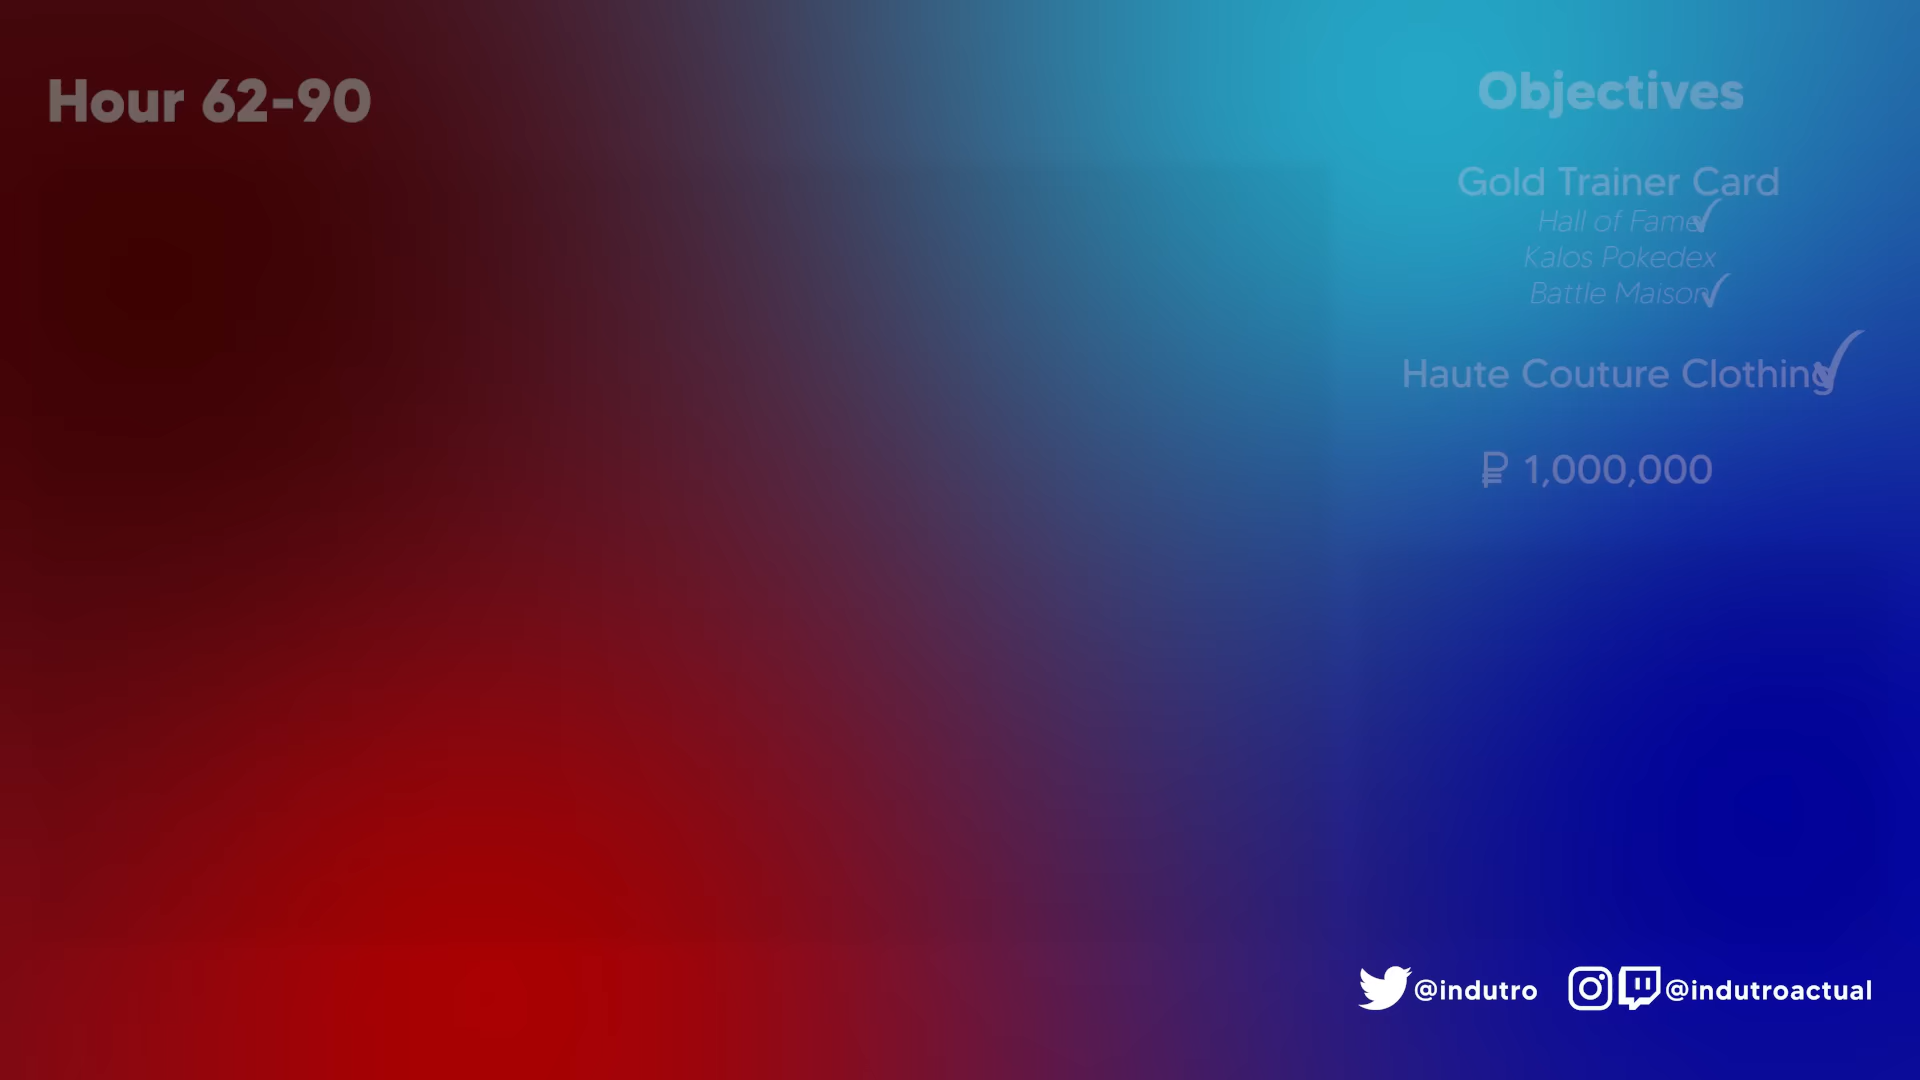 Hour 62-90
Objectives
Gold Trainer Card
Hall of Fame✓
Kalos Pokedex
Battle Maison✓
Haute Couture Clothing✓
₽ 1,000,000
@indutro @indutroactual